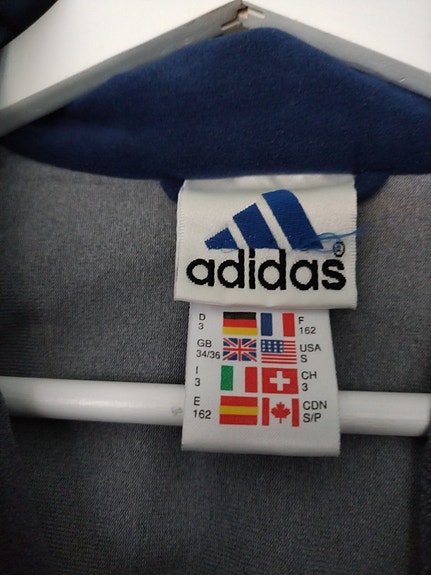 adidas®
D F
3 162
GB USA
34/36 S
I CH
3 3
E CDN
162 S/P